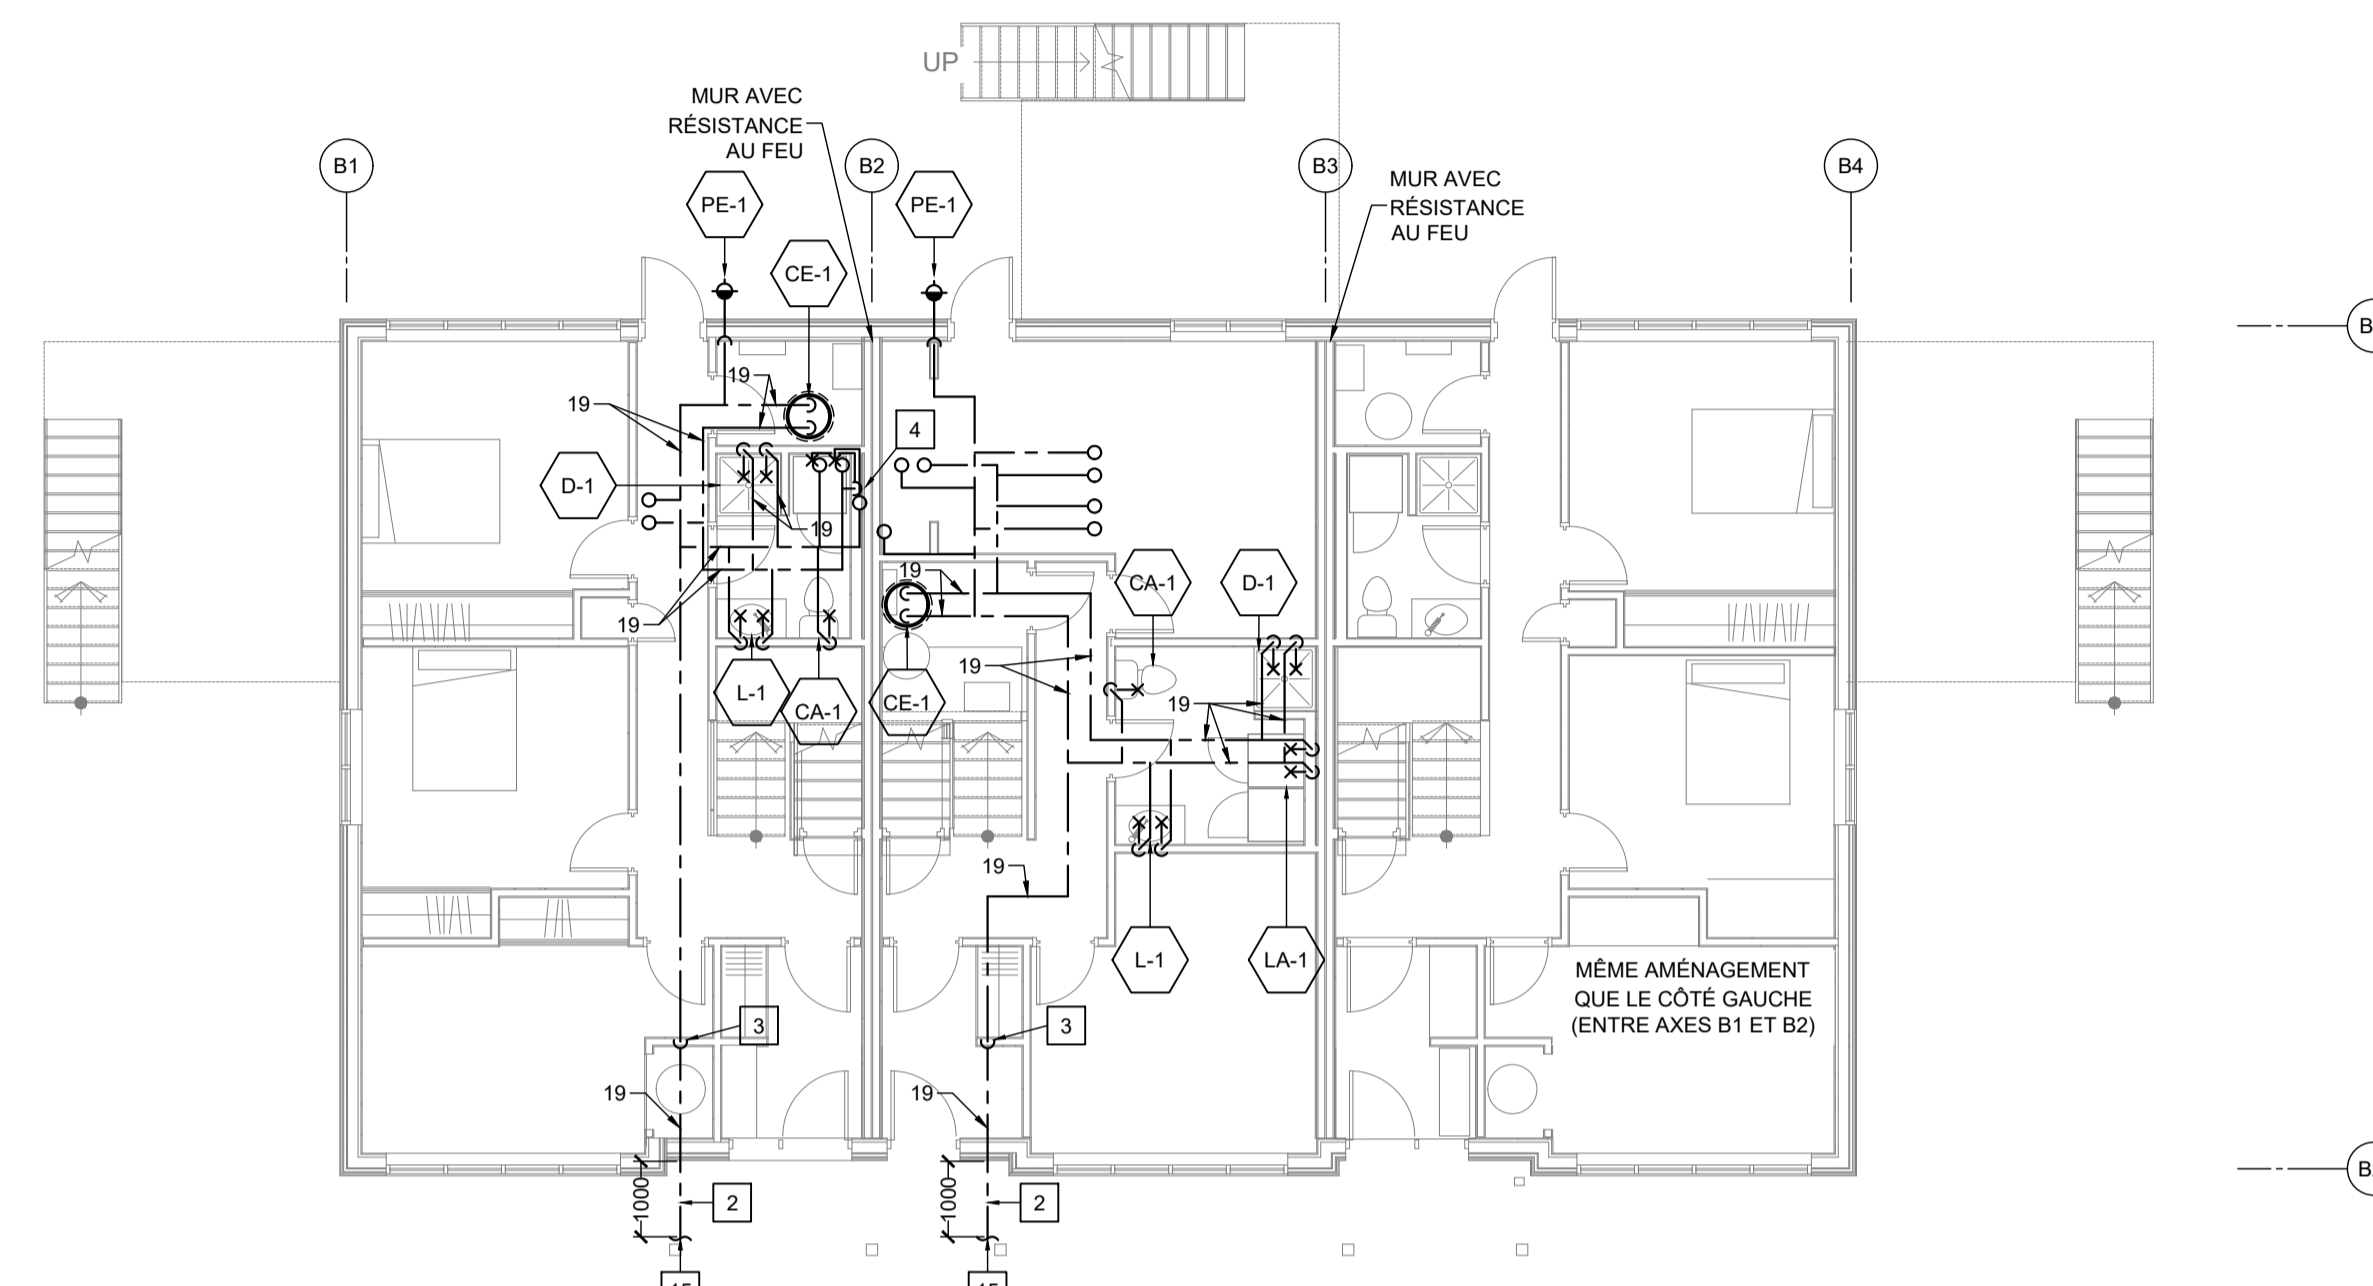 UP
MUR AVEC
RÉSISTANCE
AU FEU
B1
B2
B3
B4
MUR AVEC
RÉSISTANCE
AU FEU
PE-1
PE-1
CE-1
B
19
19
4
D-1
19
19
19
CA-1
D-1
19
19
L-1
CA-1
CE-1
19
L-1
LA-1
MÊME AMÉNAGEMENT
QUE LE CÔTÉ GAUCHE
(ENTRE AXES B1 ET B2)
3
3
19
19
1000
2
1000
2
B